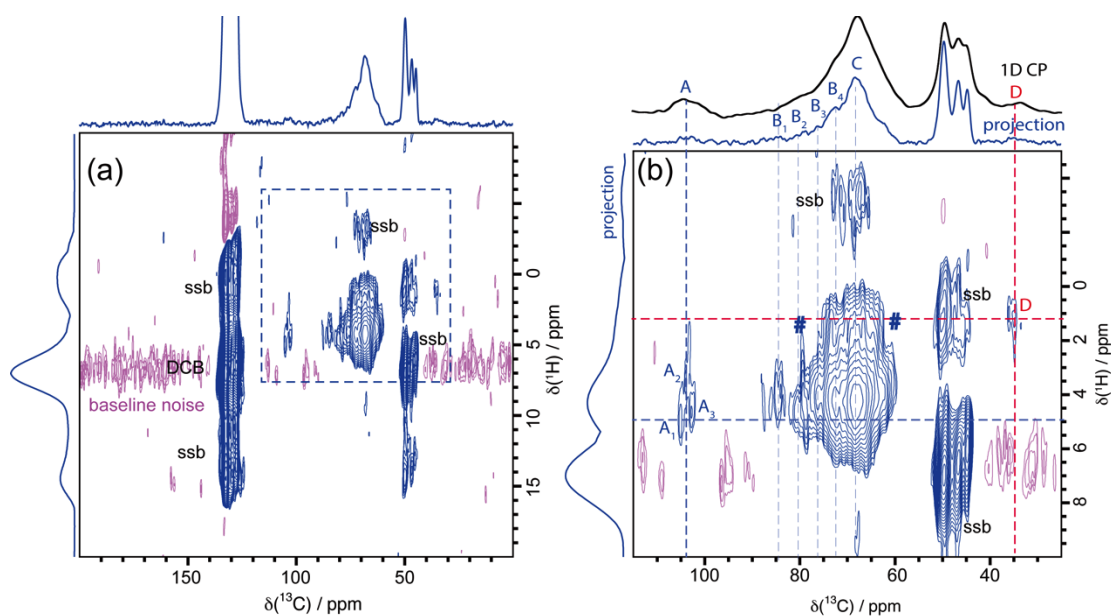 (a)
ssb
ssb
ssb
DCB
baseline noise
ssb
0
5
10
15
δ(¹H) / ppm
150
100
50
δ(¹³C) / ppm
1D CP
A
B₁
B₂
B₃
B₄
C
D
projection
projection
(b)
ssb
ssb
#
#
D
A₂
A₃
A₁
ssb
0
2
4
6
8
δ(¹H) / ppm
100
80
60
40
δ(¹³C) / ppm